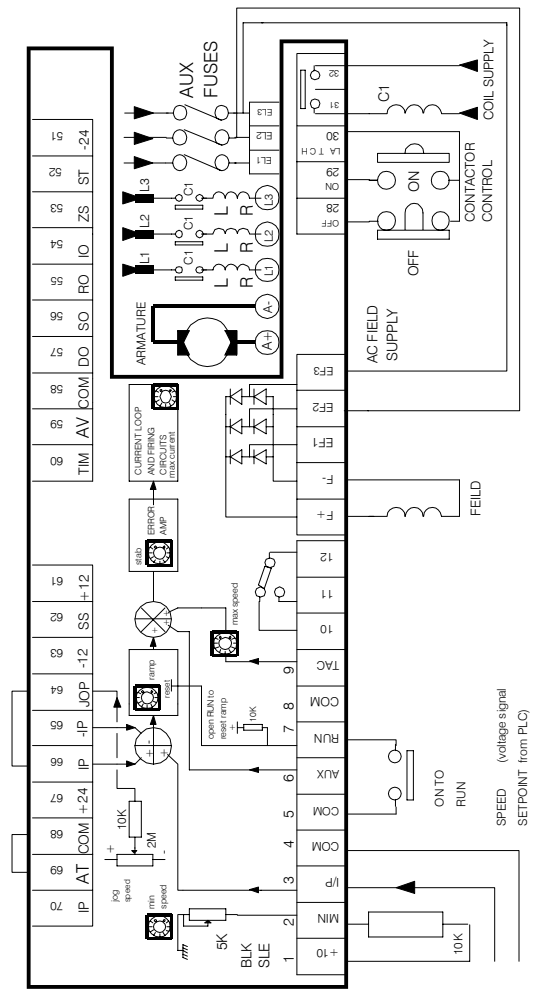 70 69 68 67 66 65 64 63 62 61
IP AT COM +24 IP -IP JOP -12 SS +12
60 59 58 57 56 55 54 53 52 51
TIM AV COM DO SO RO IO ZS ST -24
jog
speed
+
10K
2M
-
min
speed
5K
BLK
SLE
+ -
+
ramp
reset
open RUN to
reset ramp
+
10K
+
+
+
max speed
stab
ERROR
AMP
CURRENT LOOP
AND FIRING
CIRCUITS
max current
ARMATURE
A+ A-
L1 L2 L3
C1 C1 C1
L L L
R R R
L1 L2 L3
AUX
FUSES
EL1 EL2 EL3
1 2 3 4 5 6 7 8 9 10 11 12
+10 MIN I/P COM COM AUX RUN COM TAC
F+ F- EF1 EF2 EF3
28 29 30 31 32
OFF ON LATCH
10K
ON TO
RUN
SPEED (voltage signal
SETPOINT from PLC)
FEILD
AC FIELD
SUPPLY
OFF
ON
CONTACTOR
CONTROL
C1
COIL SUPPLY